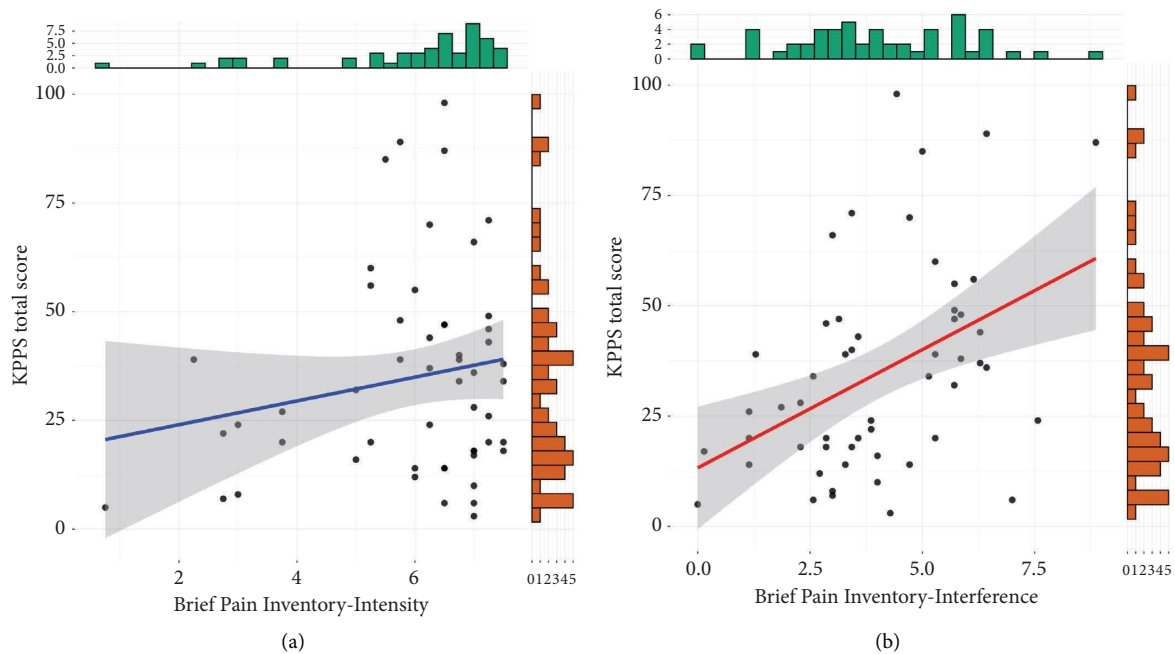 7.5
5.0
2.5
0.0
100
75
50
25
0
KPPS total score
2 4 6
012345
Brief Pain Inventory-Intensity
(a)
6
4
2
0
100
75
50
25
0
KPPS total score
0.0 2.5 5.0 7.5
012345
Brief Pain Inventory-Interference
(b)